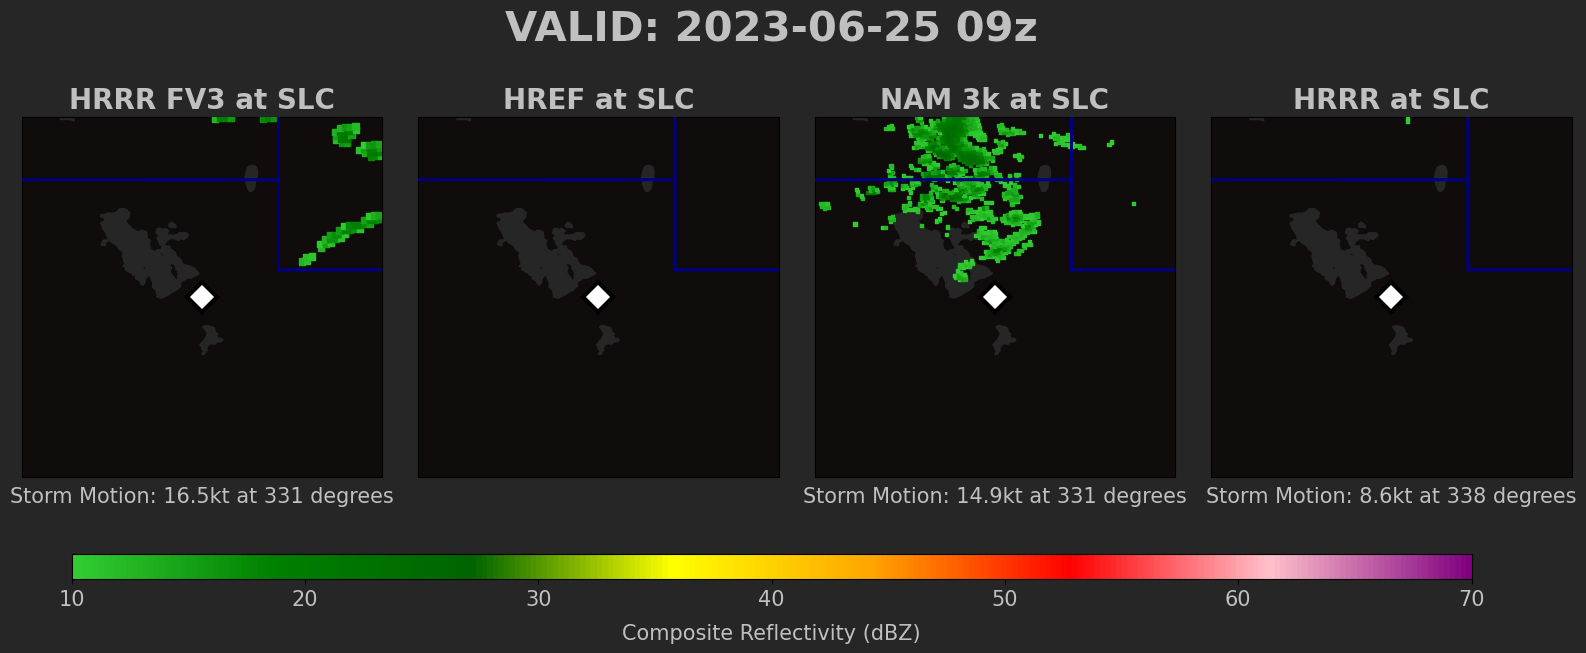 VALID: 2023-06-25 09z
HRRR FV3 at SLC
HREF at SLC
NAM 3k at SLC
HRRR at SLC
Storm Motion: 16.5kt at 331 degrees
Storm Motion: 14.9kt at 331 degrees
Storm Motion: 8.6kt at 338 degrees
10 20 30 40 50 60 70
Composite Reflectivity (dBZ)